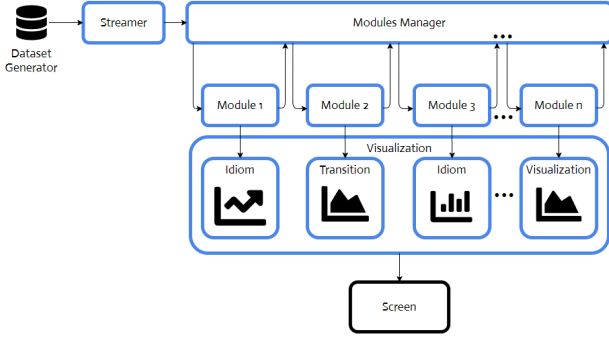 Streamer
Modules Manager
...
Dataset
Generator
Module 1
Module 2
Module 3
...
Module n
Visualization
Idiom
Transition
Idiom
...
Visualization
Screen